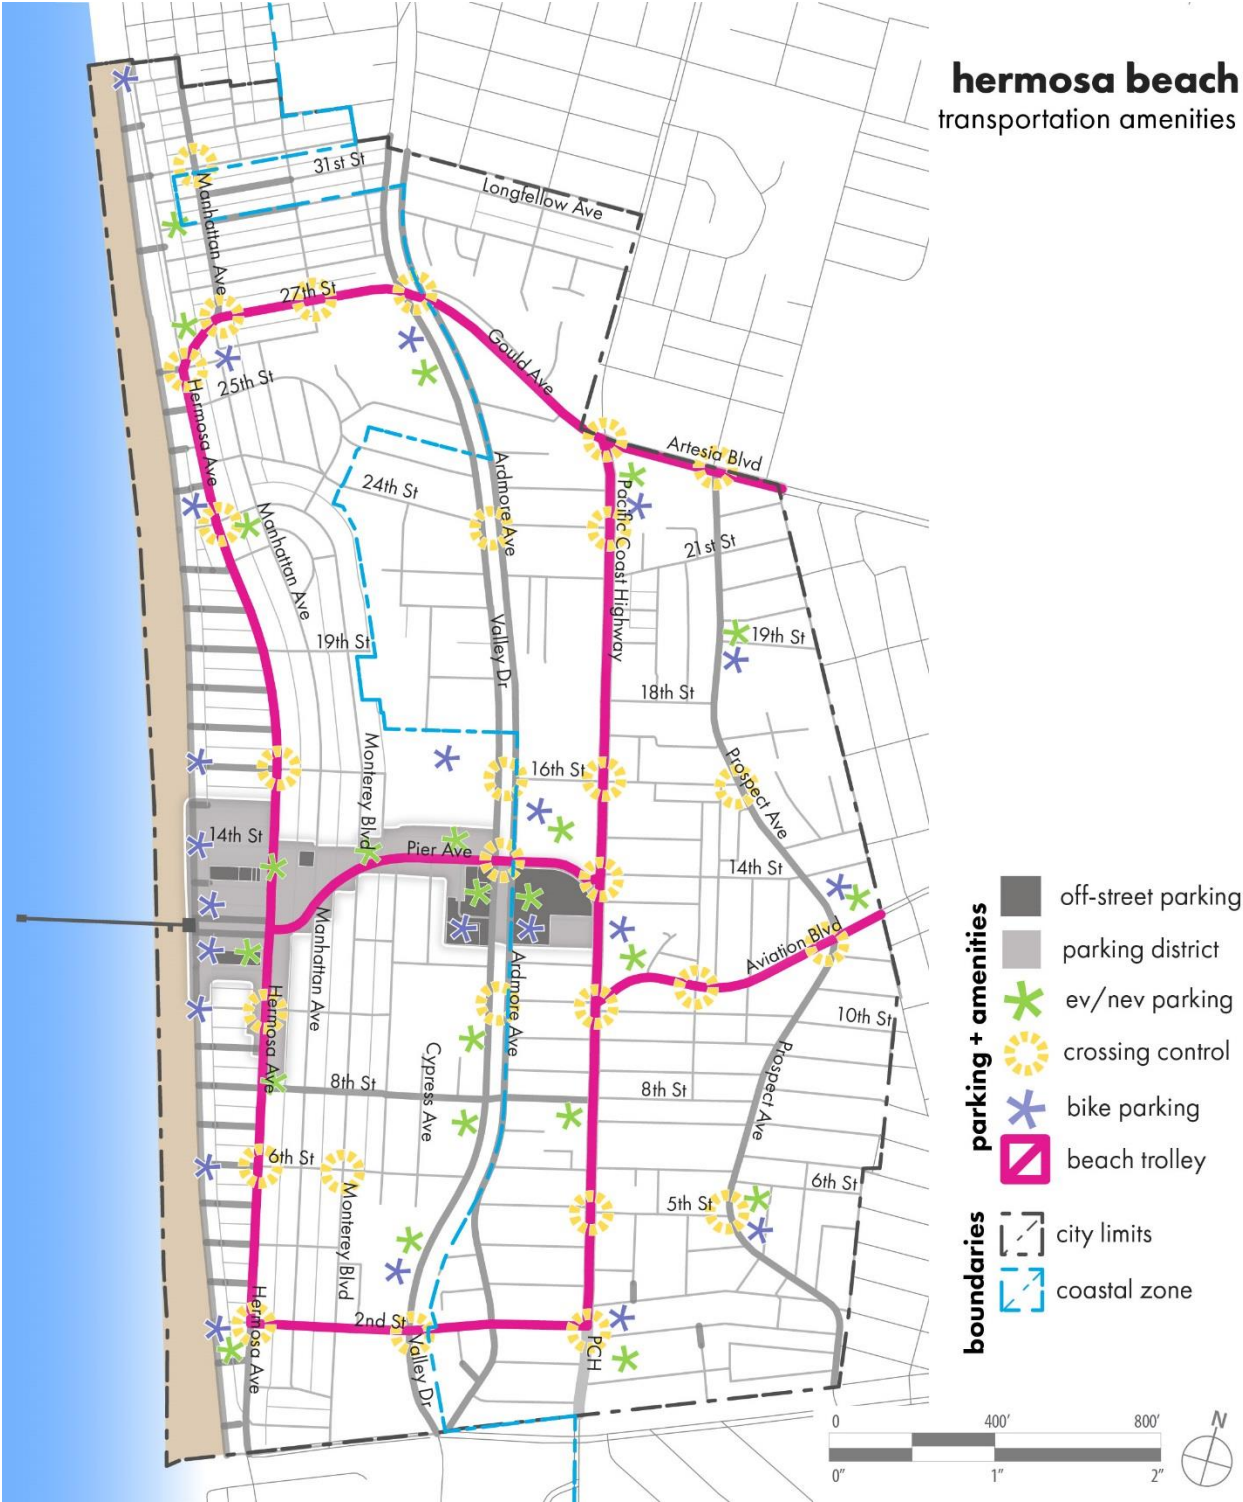 hermosa beach
transportation amenities
31st St
Longfellow Ave
Manhattan Ave
27th St
Gould Ave
25th St
Hermosa Ave
Artesia Blvd
24th St
Ardmore Ave
Pacific Coast Highway
Manhattan Ave
21st St
19th St
19th St
Valley Dr
18th St
Monterey Blvd
16th St
Prospect Ave
14th St
Pier Ave
14th St
Manhattan Ave
Aviation Blvd
Ardmore Ave
Hermosa Ave
10th St
Cypress Ave
Prospect Ave
8th St
8th St
6th St
Monterey Blvd
5th St
6th St
Hermosa Ave
2nd St
Valley Dr
PCH
parking + amenities
off-street parking
parking district
ev/nev parking
crossing control
bike parking
beach trolley
boundaries
city limits
coastal zone
0 400' 800'
0" 1" 2"
N